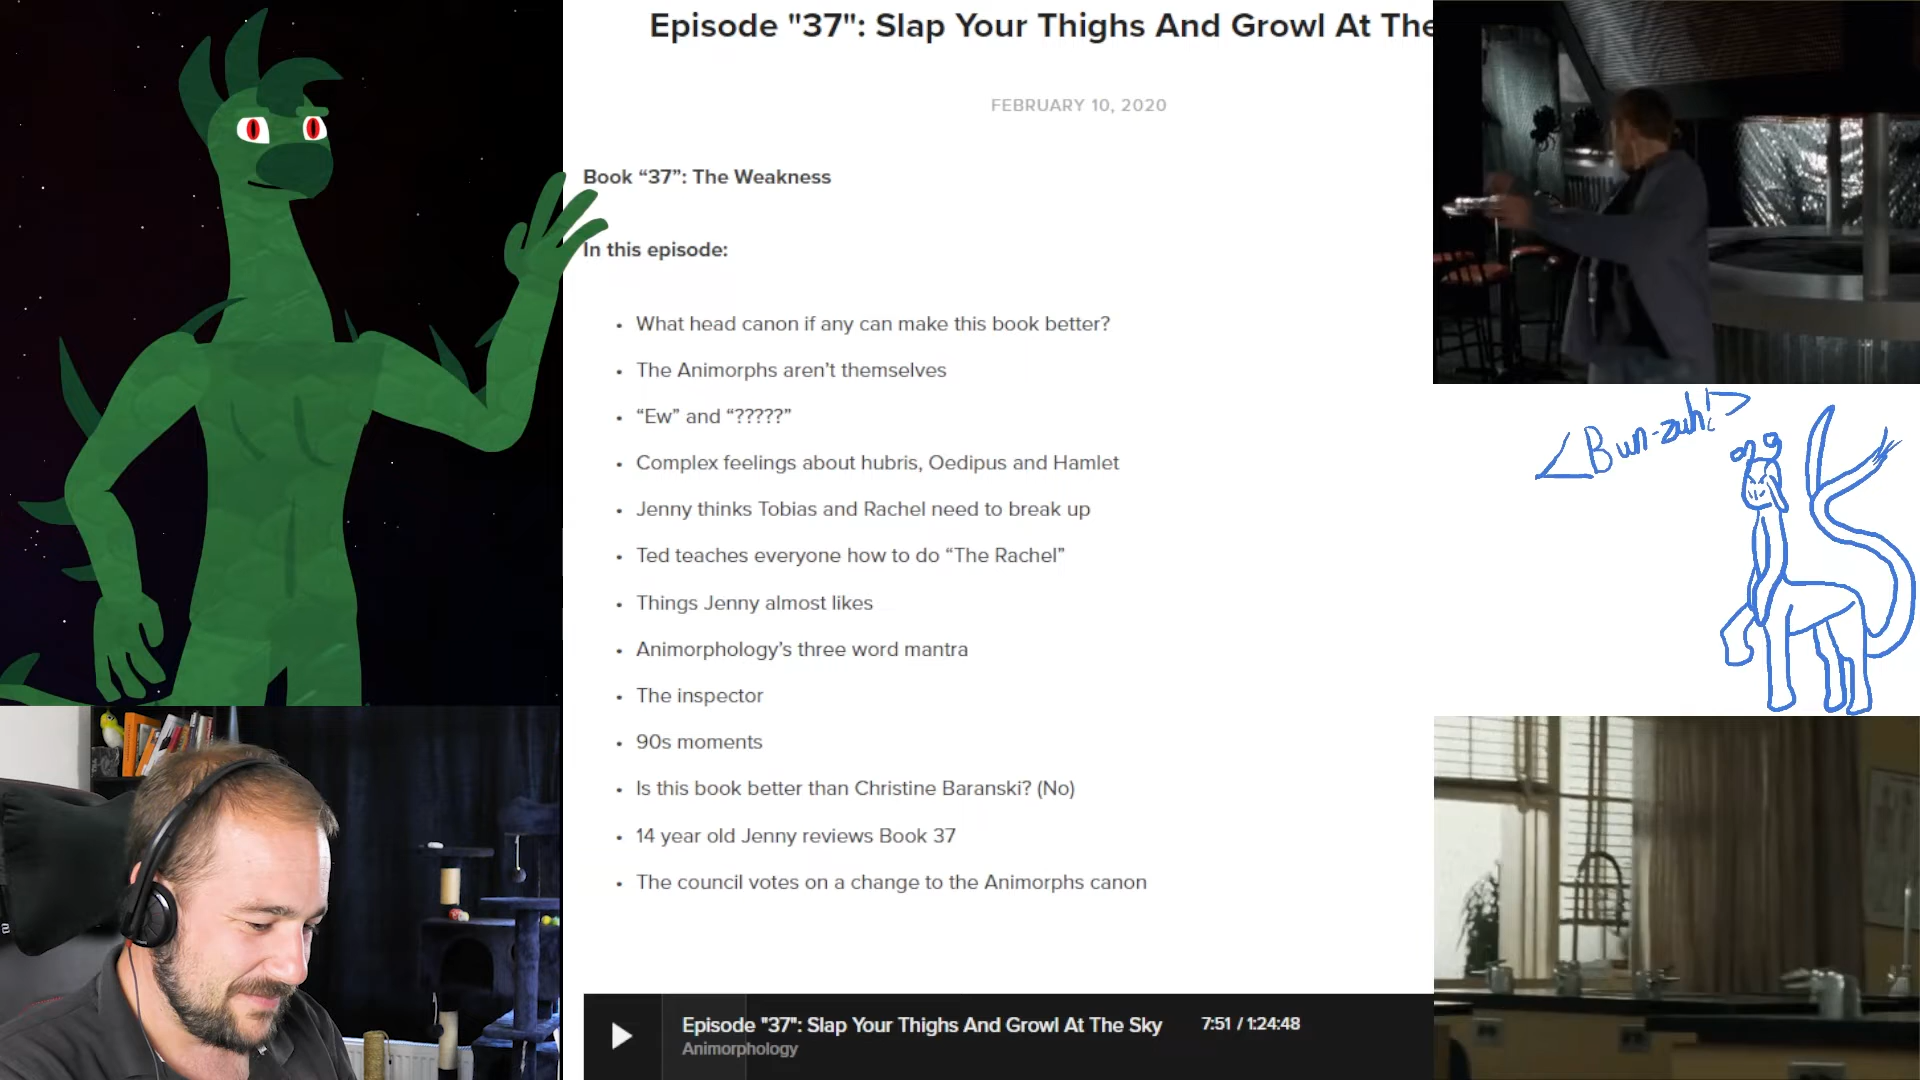 Episode "37": Slap Your Thighs And Growl At The
FEBRUARY 10, 2020
Book “37”: The Weakness
In this episode:
• What head canon if any can make this book better?
• The Animorphs aren’t themselves
• “Ew” and “?????”
• Complex feelings about hubris, Oedipus and Hamlet
• Jenny thinks Tobias and Rachel need to break up
• Ted teaches everyone how to do “The Rachel”
• Things Jenny almost likes
• Animorphology’s three word mantra
• The inspector
• 90s moments
• Is this book better than Christine Baranski? (No)
• 14 year old Jenny reviews Book 37
• The council votes on a change to the Animorphs canon
Episode "37": Slap Your Thighs And Growl At The Sky
7:51 / 1:24:48
Animorphology
<Bun-zuh!>